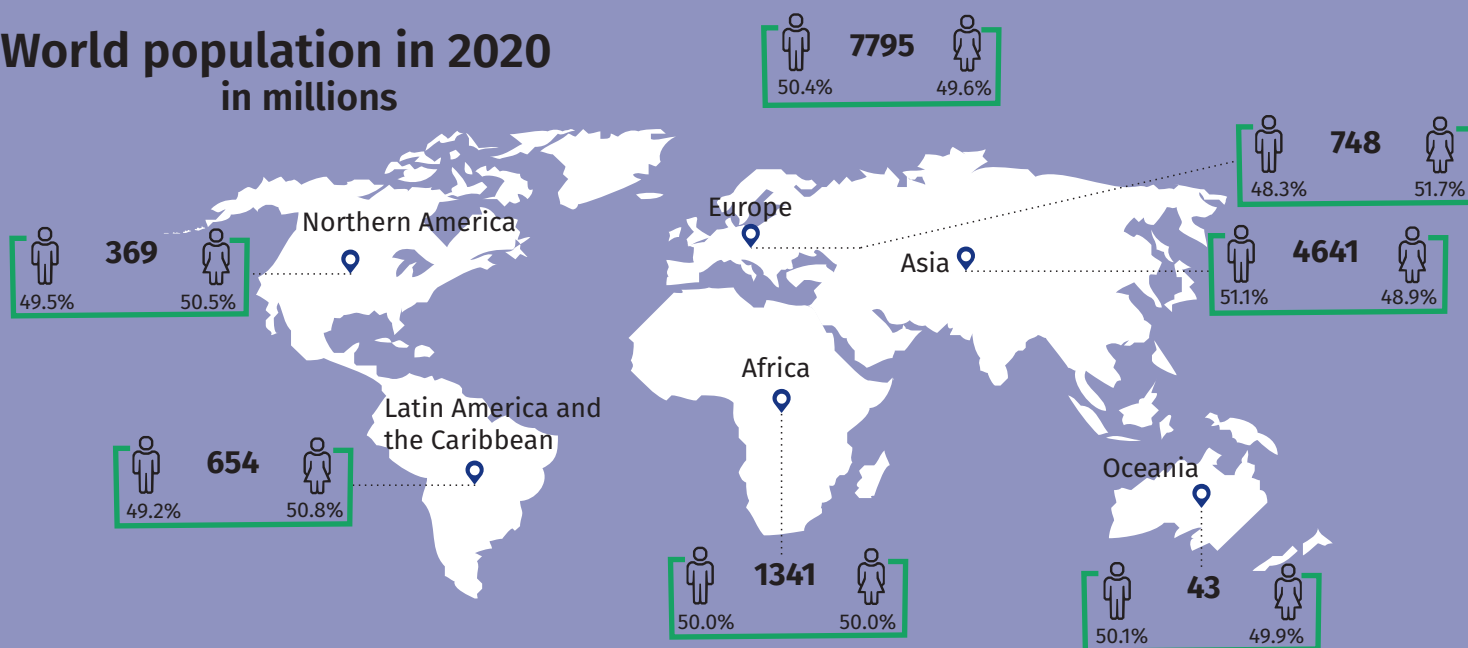 World population in 2020
in millions
7795
50.4% 49.6%
748
48.3% 51.7%
Europe
Northern America
369
49.5% 50.5%
Asia
4641
51.1% 48.9%
Africa
Latin America and
the Caribbean
654
49.2% 50.8%
Oceania
1341
50.0% 50.0%
43
50.1% 49.9%